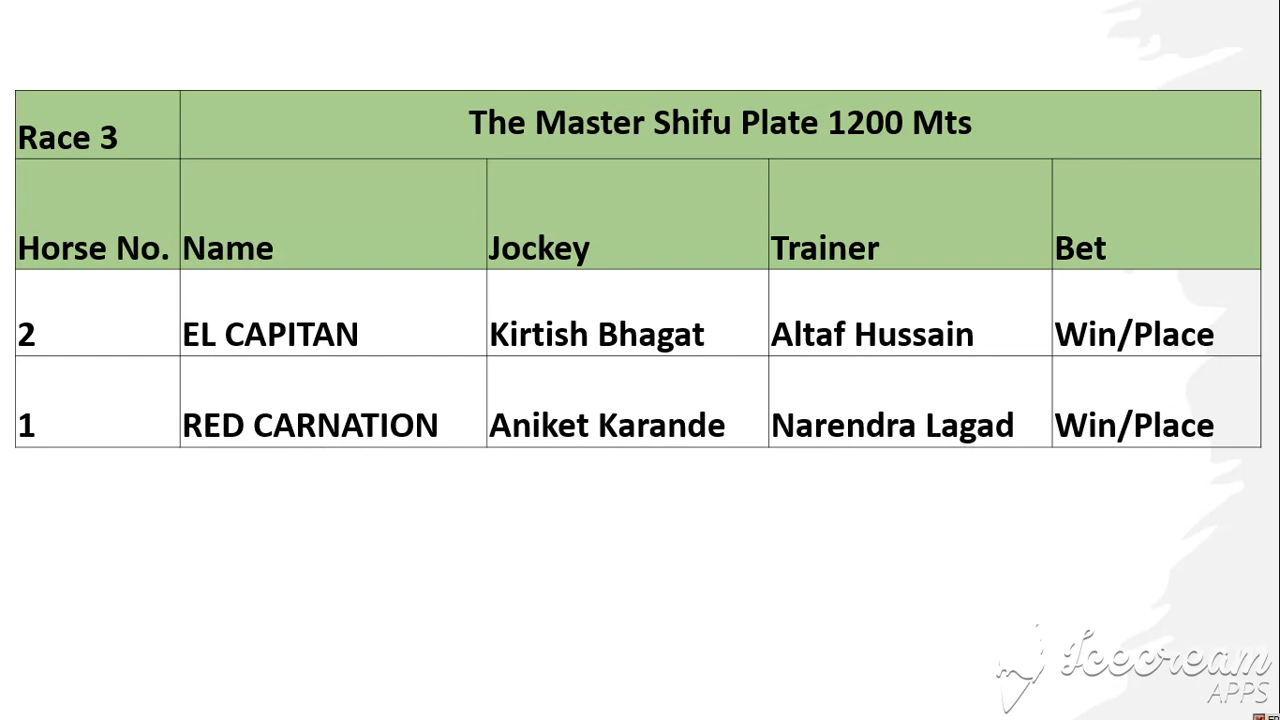 Race 3 The Master Shifu Plate 1200 Mts
Horse No. Name Jockey Trainer Bet
2 EL CAPITAN Kirtish Bhagat Altaf Hussain Win/Place
1 RED CARNATION Aniket Karande Narendra Lagad Win/Place
Icecream
APPS